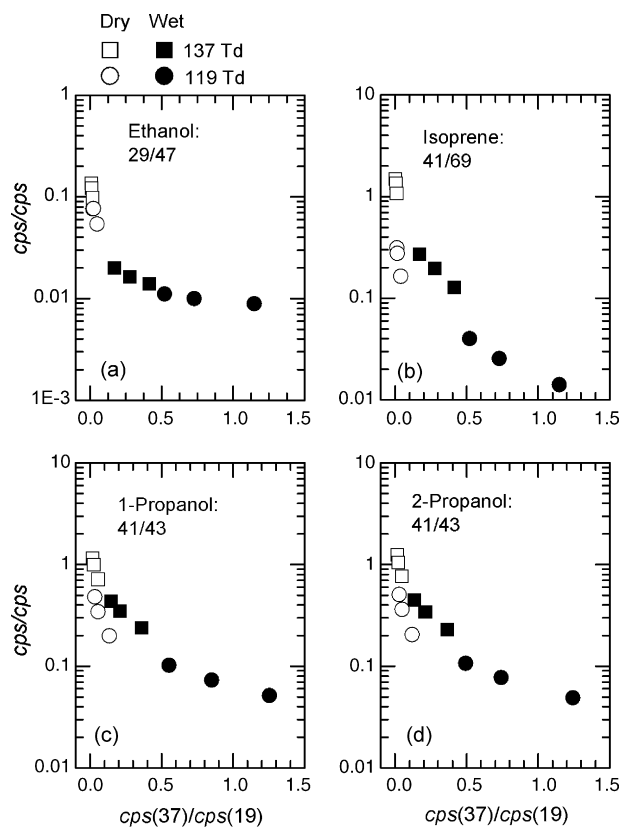 Dry Wet
137 Td
119 Td
1
0.1
0.01
1E-3
cps/cps
Ethanol:
29/47
(a)
0.0 0.5 1.0 1.5
10
1
0.1
0.01
Isoprene:
41/69
(b)
0.0 0.5 1.0 1.5
10
1
0.1
0.01
cps/cps
1-Propanol:
41/43
(c)
0.0 0.5 1.0 1.5
cps(37)/cps(19)
10
1
0.1
0.01
2-Propanol:
41/43
(d)
0.0 0.5 1.0 1.5
cps(37)/cps(19)